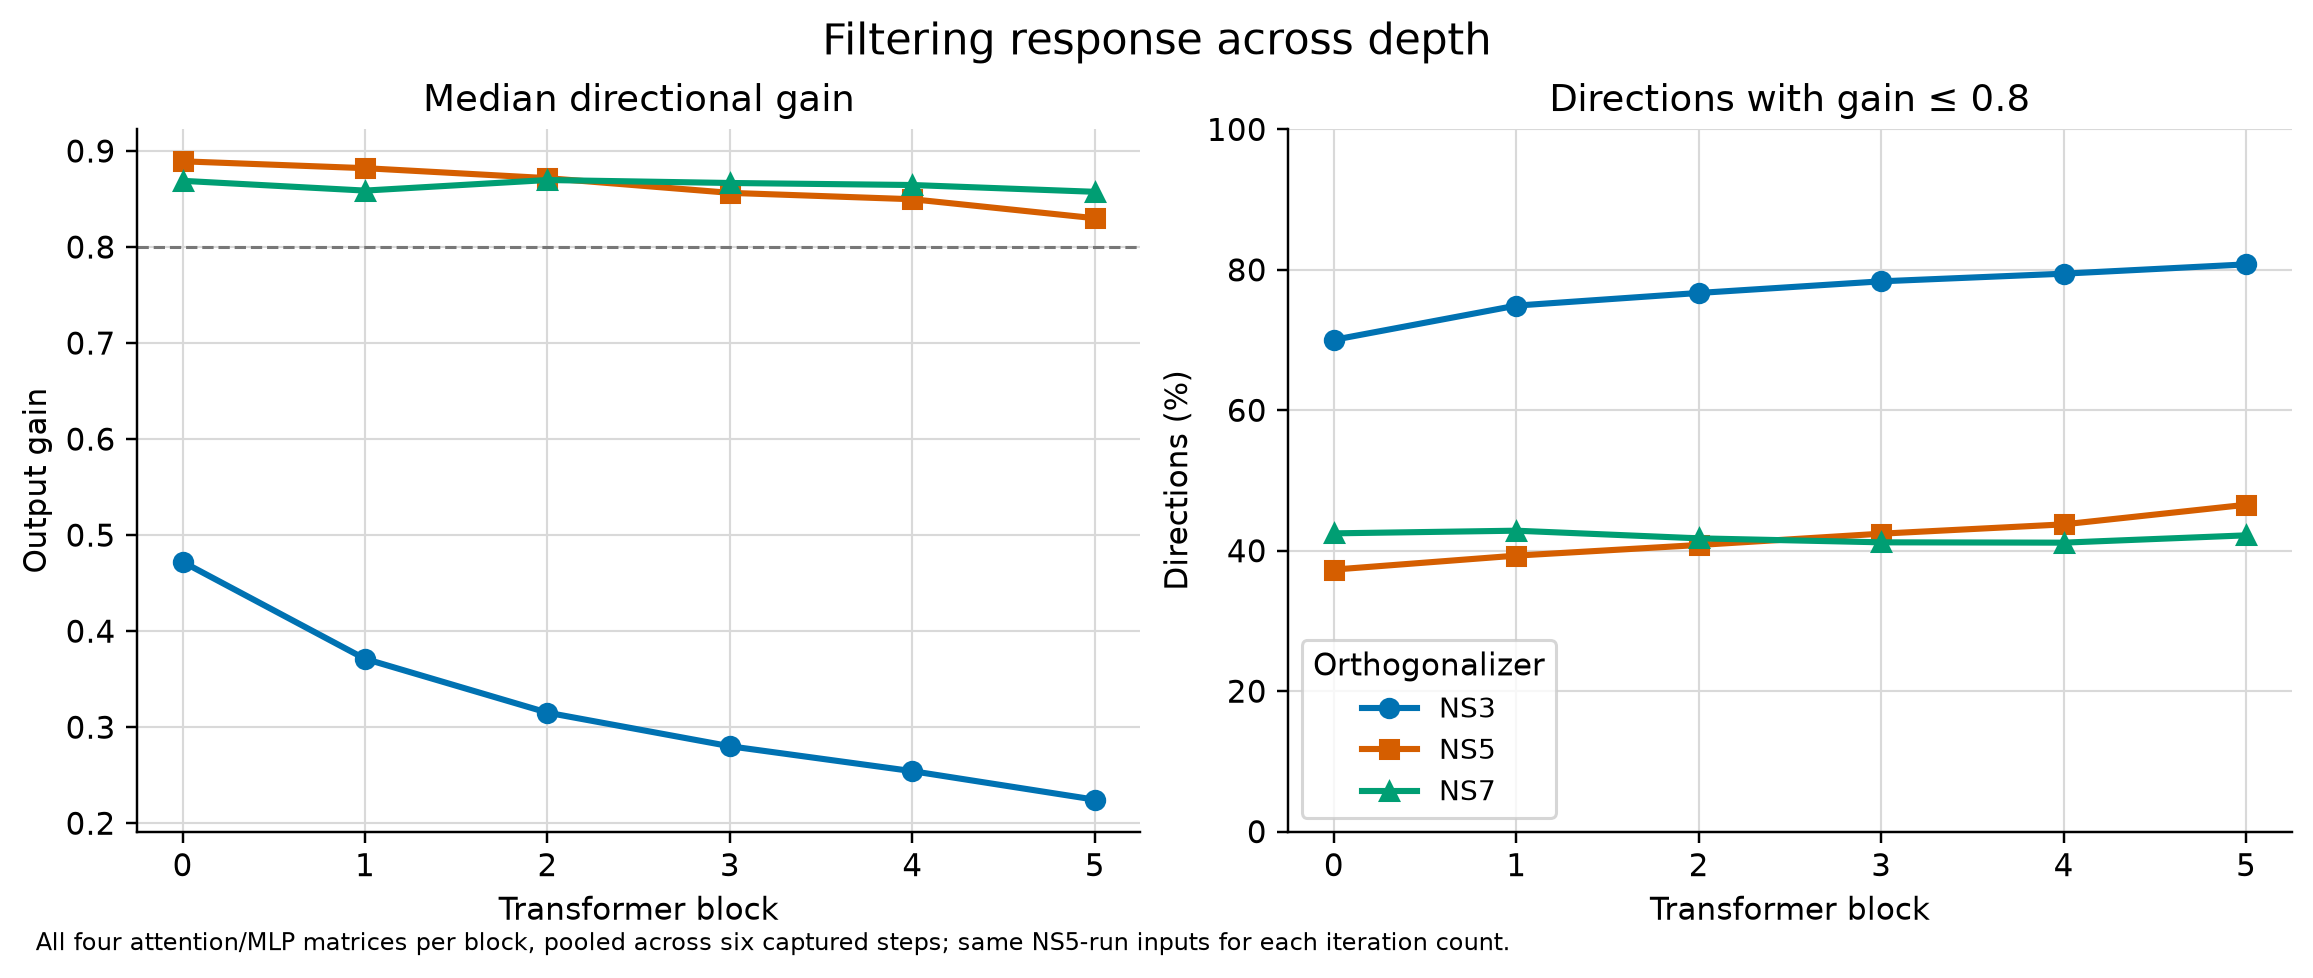 Filtering response across depth
Median directional gain
Output gain
0.9
0.8
0.7
0.6
0.5
0.4
0.3
0.2
0 1 2 3 4 5
Transformer block
Directions with gain ≤ 0.8
Directions (%)
100
80
60
40
20
0
Orthogonalizer
NS3
NS5
NS7
0 1 2 3 4 5
Transformer block
All four attention/MLP matrices per block, pooled across six captured steps; same NS5-run inputs for each iteration count.